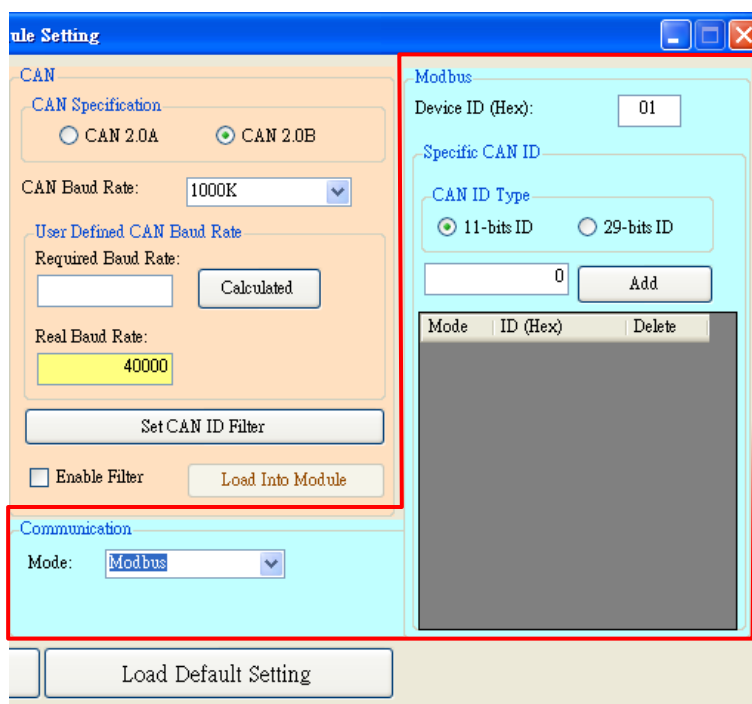 ule Setting
CAN
CAN Specification
CAN 2.0A CAN 2.0B
CAN Baud Rate: 1000K
User Defined CAN Baud Rate
Required Baud Rate:
Calculated
Real Baud Rate:
40000
Set CAN ID Filter
Enable Filter Load Into Module
Communication
Mode: Modbus
Modbus
Device ID (Hex): 01
Specific CAN ID
CAN ID Type
11-bits ID 29-bits ID
0 Add
Mode ID (Hex) Delete
Load Default Setting